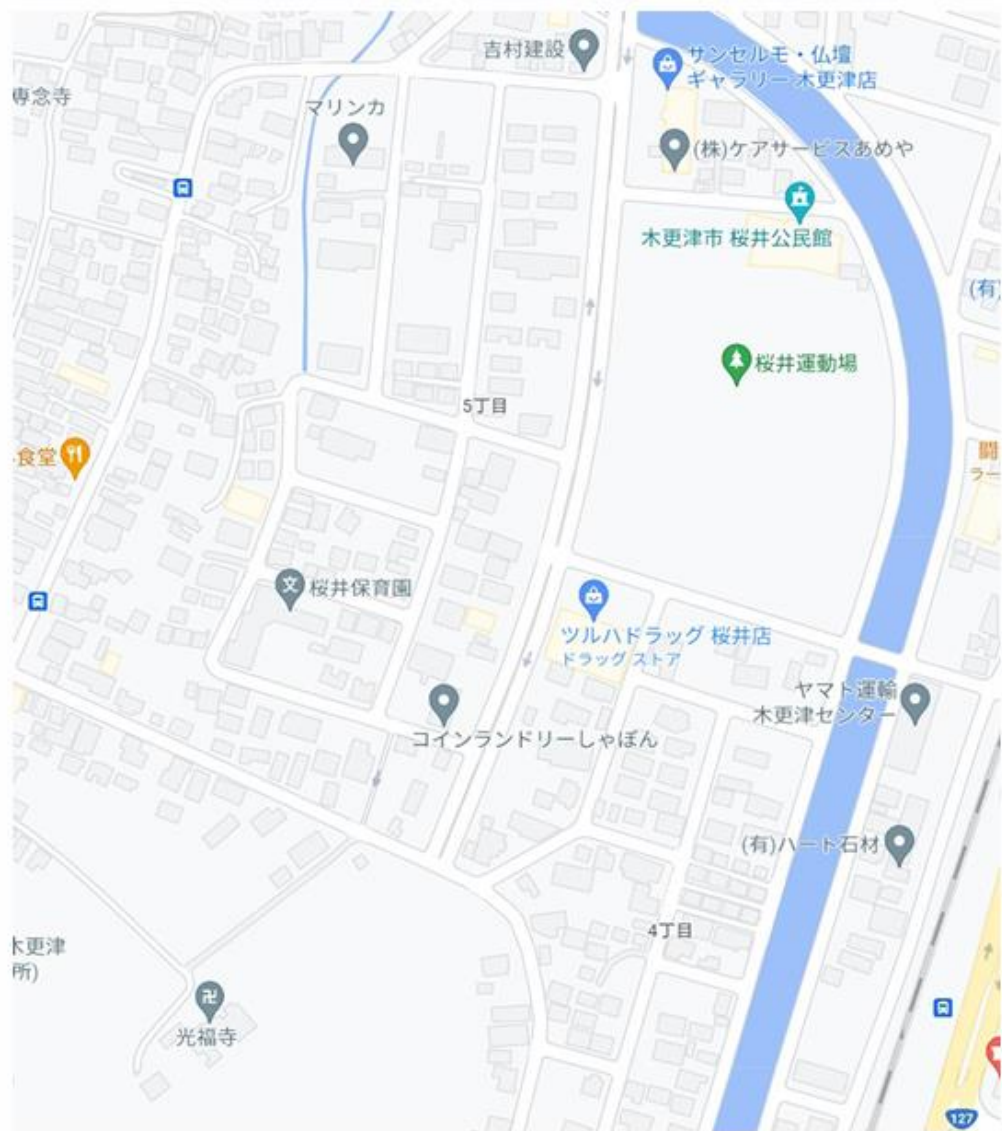 吉村建設
サンセルモ・仏壇
ギャラリー木更津店
専念寺
マリンカ
(株)ケアサービスあめや
木更津市 桜井公民館
(有)
桜井運動場
5丁目
食堂
闘
ラー
文
桜井保育園
ツルハドラッグ 桜井店
ドラッグ ストア
ヤマト運輸
木更津センター
コインランドリーしゃぼん
(有)ハート石材
4丁目
木更津
所)
卍
光福寺
127